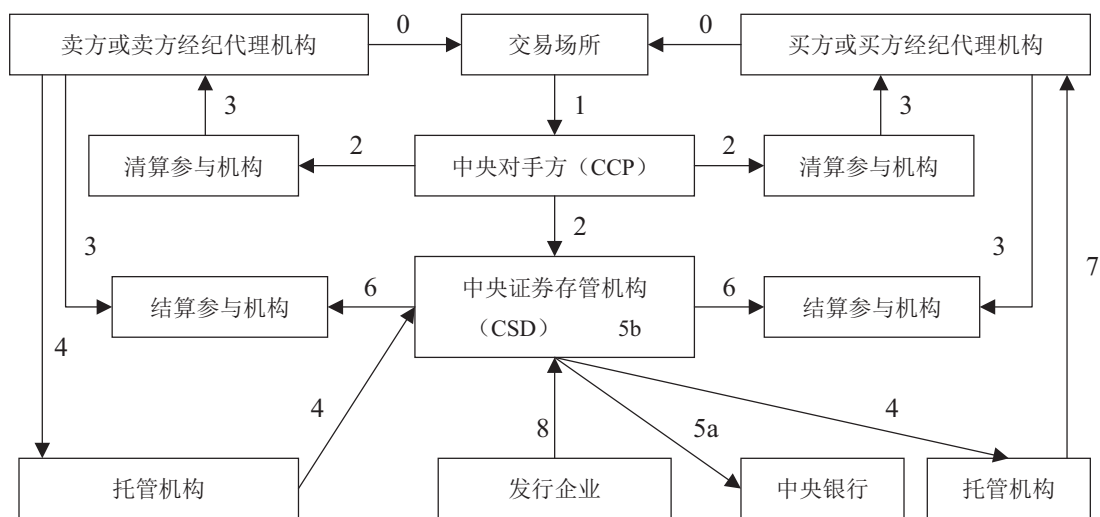 卖方或卖方经纪代理机构
0
交易场所
0
买方或买方经纪代理机构
3
1
3
清算参与机构
2
中央对手方（CCP）
2
清算参与机构
3
2
3
7
结算参与机构
6
中央证券存管机构
（CSD） 5b
6
结算参与机构
4
4
8
5a
4
托管机构
发行企业
中央银行
托管机构